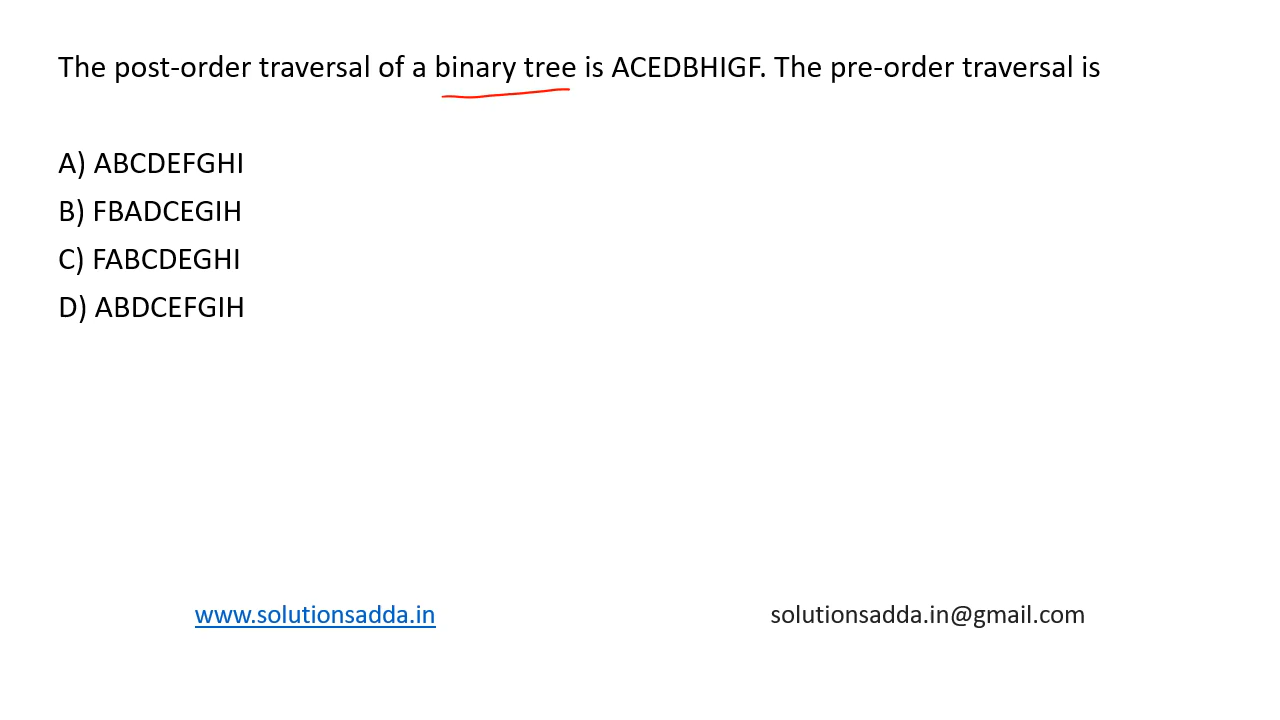 The post-order traversal of a binary tree is ACEDBHIGF. The pre-order traversal is
A) ABCDEFGHI
B) FBADCEGIH
C) FABCDEGHI
D) ABDCEFGIH
www.solutionsadda.in
solutionsadda.in@gmail.com